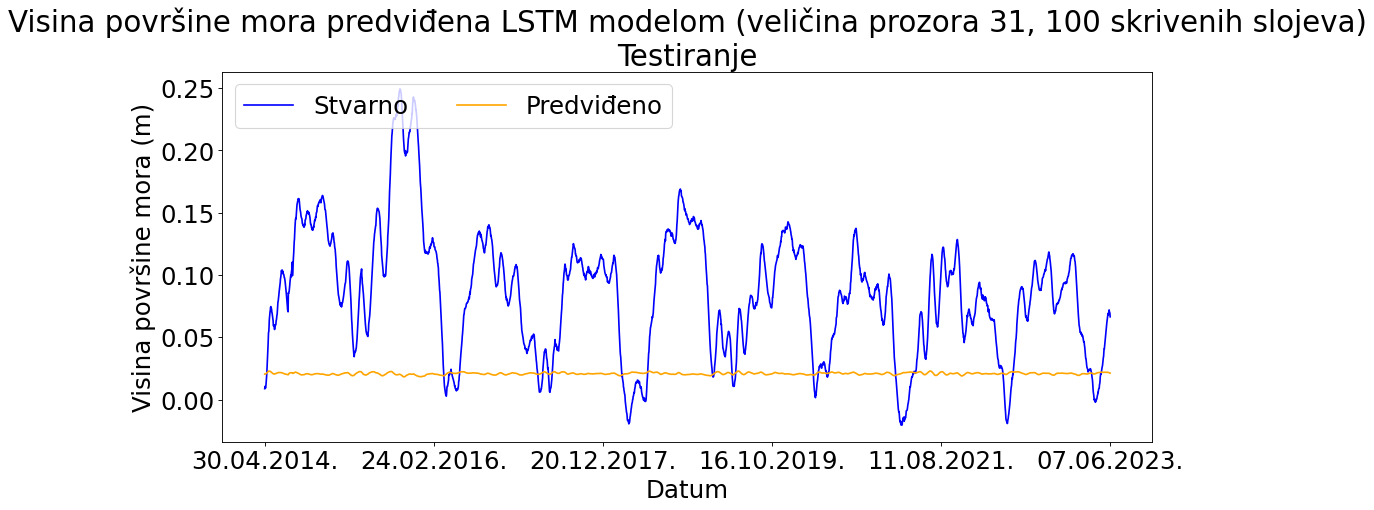 Visina površine mora predviđena LSTM modelom (veličina prozora 31, 100 skrivenih slojeva)
Testiranje
Stvarno
Predviđeno
Visina površine mora (m)
0.25
0.20
0.15
0.10
0.05
0.00
30.04.2014.
24.02.2016.
20.12.2017.
16.10.2019.
11.08.2021.
07.06.2023.
Datum